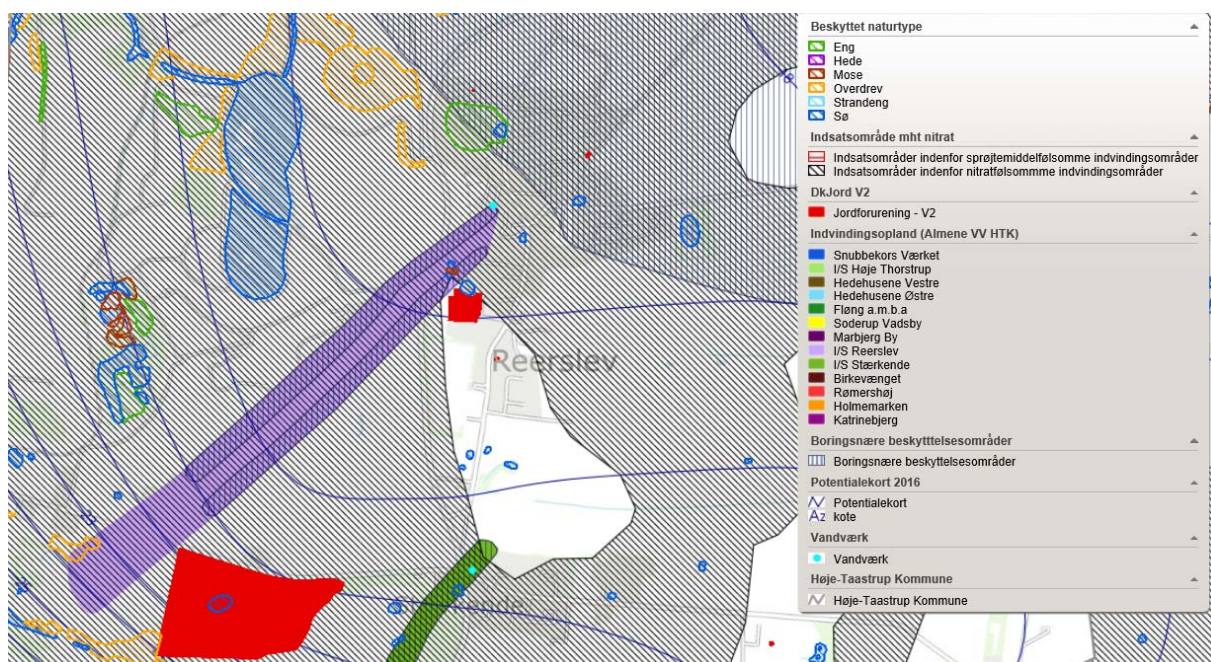 Beskyttet naturtype
Eng
Hede
Mose
Overdrev
Strandeng
Sø
Indsatsområde mht nitrat
Indsatsområder indenfor sprøjtemiddelfølsomme indvindingsområder
Indsatsområder indenfor nitratfølsommme indvindingsområder
DkJord V2
Jordforurening - V2
Indvindingsopland (Almene VV HTK)
Snubbekors Værket
I/S Høje Thorstrup
Hedehusene Vestre
Hedehusene Østre
Fløng a.m.b.a
Soderup Vadsby
Marbjerg By
I/S Reerslev
I/S Stærkende
Birkevænget
Rømershøj
Holmemarken
Katrinebjerg
Boringsnære beskytttelsesområder
Boringsnære beskyttelsesområder
Potentialekort 2016
Potentialekort
Az kote
Vandværk
Vandværk
Høje-Taastrup Kommune
Høje-Taastrup Kommune
Reerslev
23